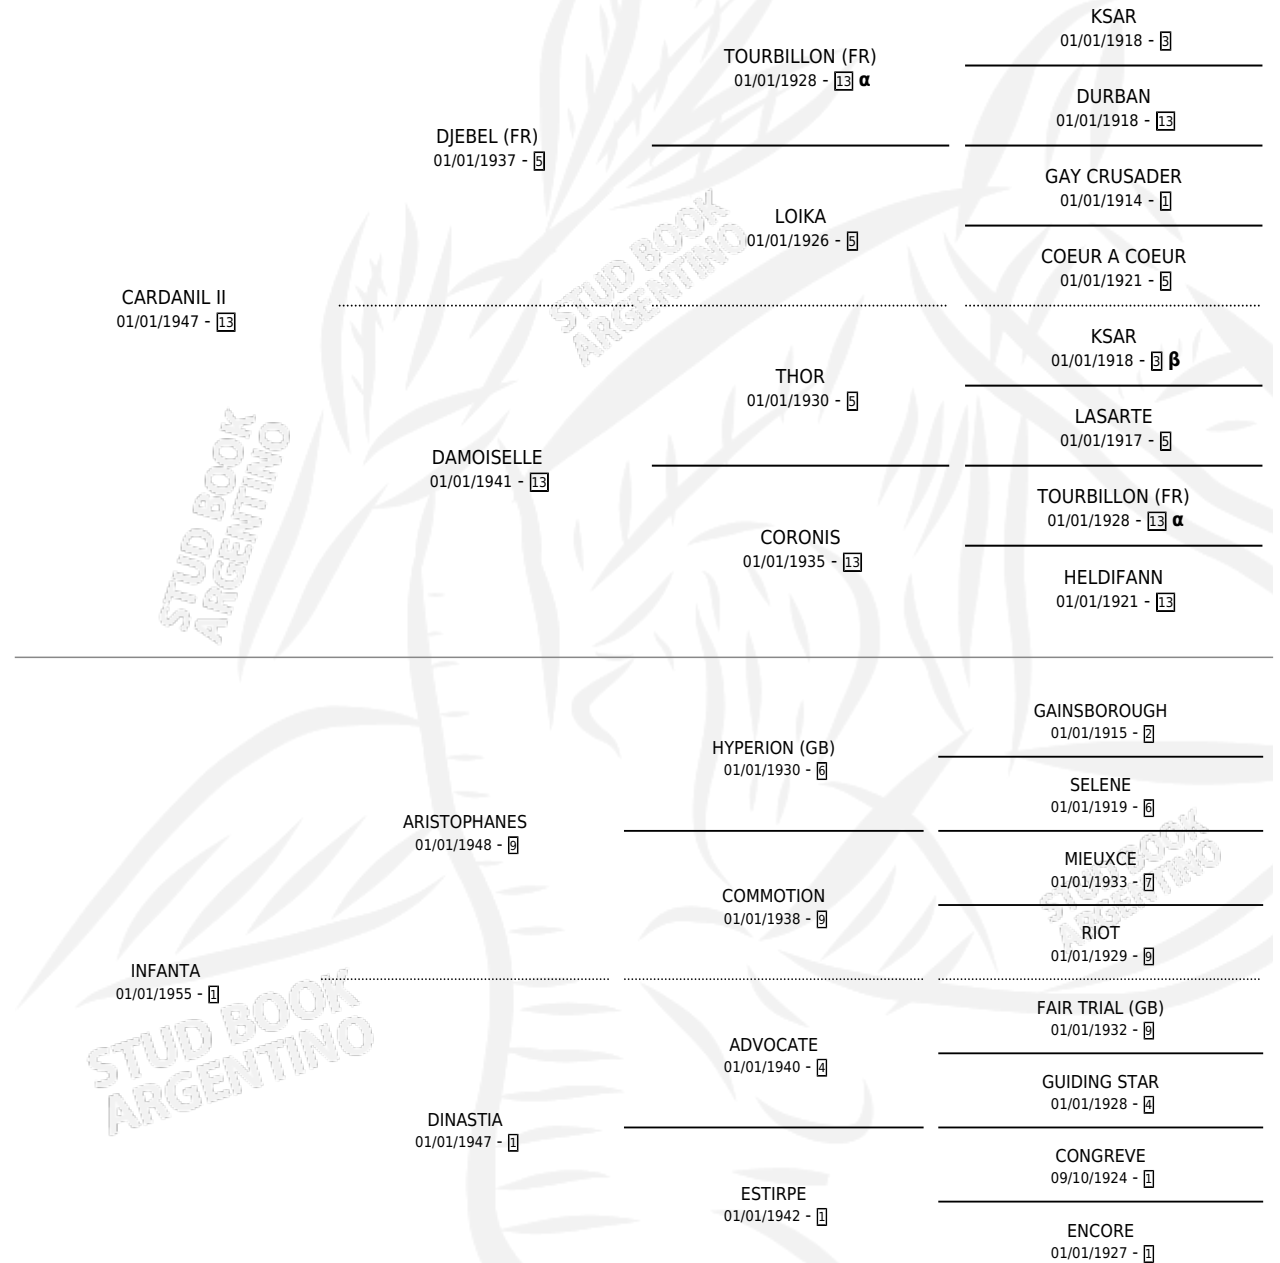 KSAR
01/01/1918 - 3
TOURBILLON (FR)
01/01/1928 - 13 α
DURBAN
01/01/1918 - 13
DJEBEL (FR)
01/01/1937 - 5
GAY CRUSADER
01/01/1914 - 1
LOIKA
01/01/1926 - 5
COEUR A COEUR
01/01/1921 - 5
CARDANIL II
01/01/1947 - 13
KSAR
01/01/1918 - 3 β
THOR
01/01/1930 - 5
LASARTE
01/01/1917 - 5
DAMOISELLE
01/01/1941 - 13
TOURBILLON (FR)
01/01/1928 - 13 α
CORONIS
01/01/1935 - 13
HELDIFANN
01/01/1921 - 13
GAINSBOROUGH
01/01/1915 - 2
HYPERION (GB)
01/01/1930 - 6
SELENE
01/01/1919 - 6
ARISTOPHANES
01/01/1948 - 9
MIEUXCE
01/01/1933 - 7
COMMOTION
01/01/1938 - 9
RIOT
01/01/1929 - 9
INFANTA
01/01/1955 - 1
FAIR TRIAL (GB)
01/01/1932 - 9
ADVOCATE
01/01/1940 - 4
GUIDING STAR
01/01/1928 - 4
DINASTIA
01/01/1947 - 1
CONGREVE
09/10/1924 - 1
ESTIRPE
01/01/1942 - 1
ENCORE
01/01/1927 - 1
STUD BOOK
ARGENTINO
STUD BOOK
ARGENTINO
STUD BOOK
ARGENTINO
STUD BOOK
ARGENTINO